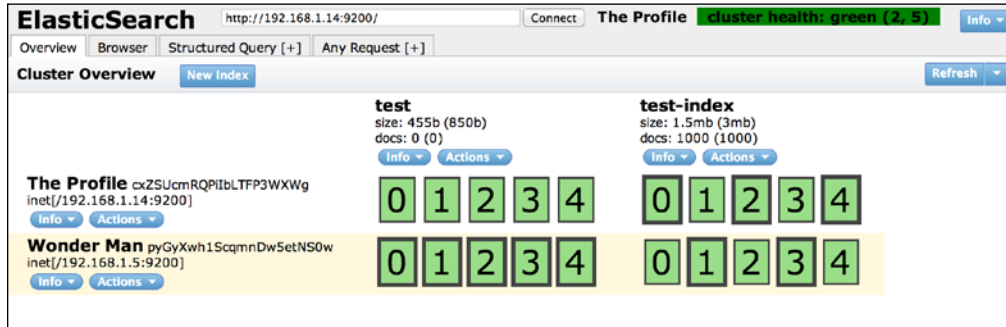 ElasticSearch http://192.168.1.14:9200/ Connect The Profile cluster health: green (2, 5) Info
Overview Browser Structured Query [+] Any Request [+]
Cluster Overview New Index Refresh
test test-index
size: 455b (850b) size: 1.5mb (3mb)
docs: 0 (0) docs: 1000 (1000)
Info Actions Info Actions
The Profile cxZSUcmRQPiIbLTFP3WXWg 0 1 2 3 4 0 1 2 3 4
inet[/192.168.1.14:9200]
Info Actions
Wonder Man pyGyXwh1ScqmnDw5etNS0w 0 1 2 3 4 0 1 2 3 4
inet[/192.168.1.5:9200]
Info Actions